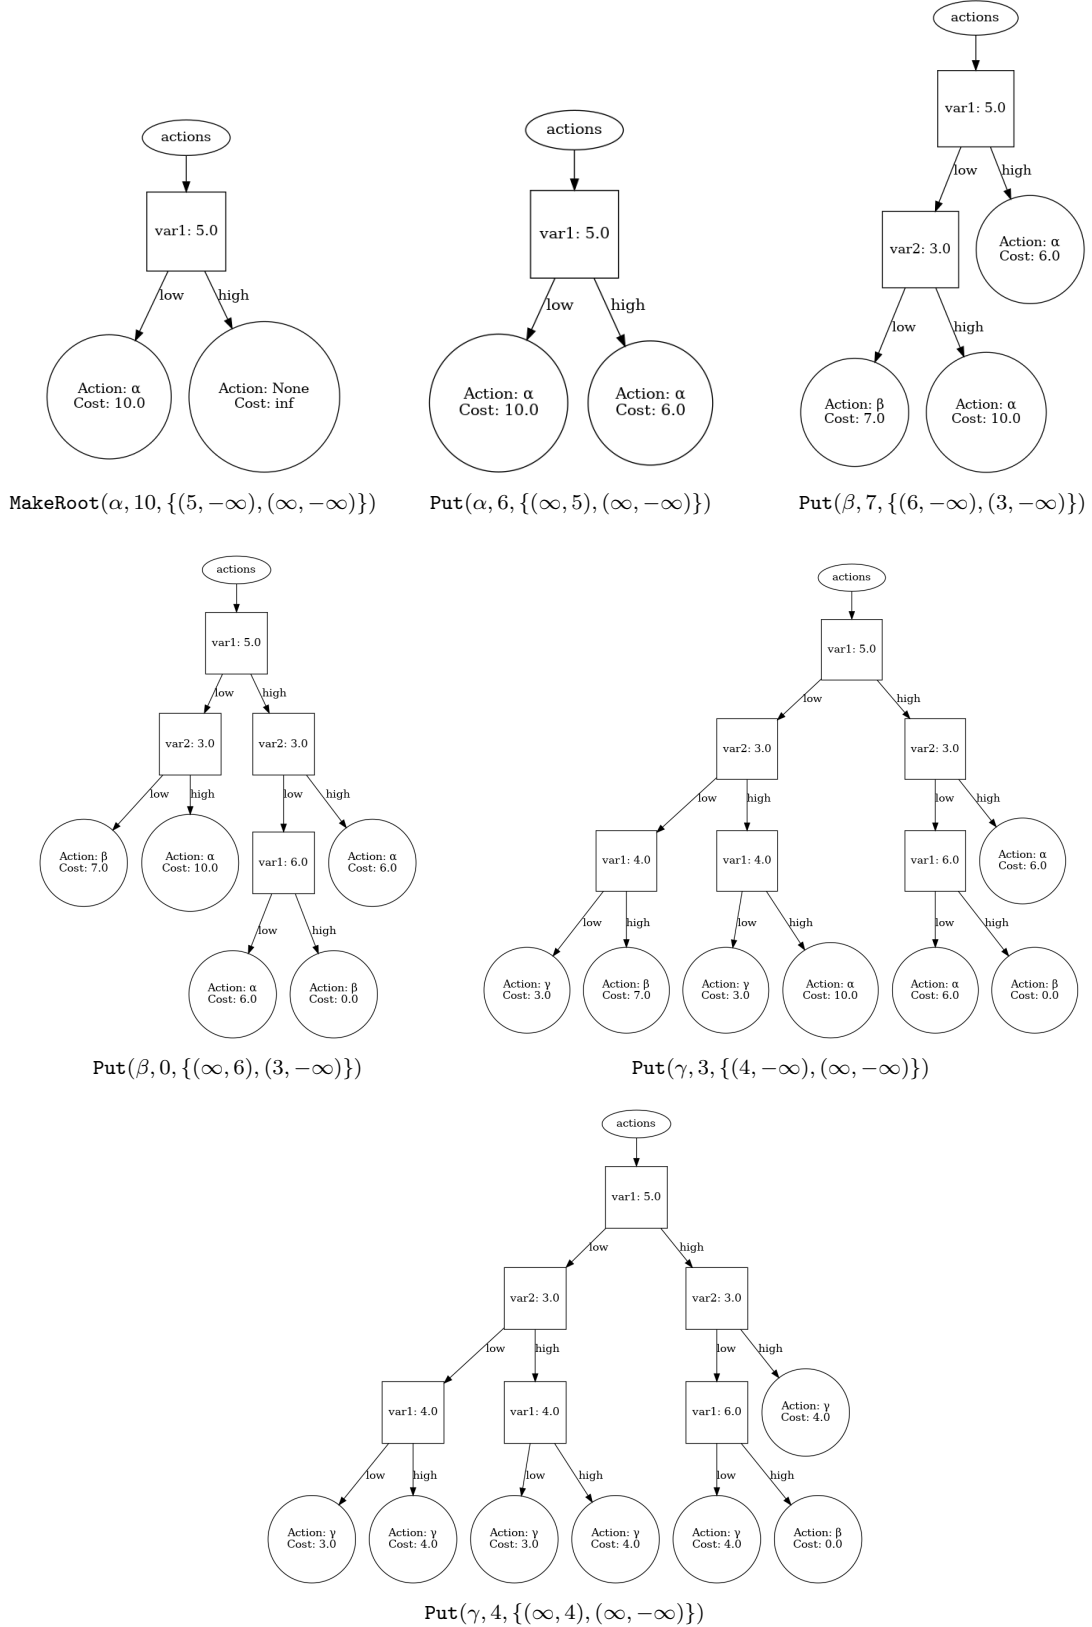 actions
var1: 5.0
low
high
Action: α
Cost: 10.0
Action: None
Cost: inf
MakeRoot(α, 10, {(5, −∞), (∞, −∞)})
actions
var1: 5.0
low
high
Action: α
Cost: 10.0
Action: α
Cost: 6.0
Put(α, 6, {(∞, 5), (∞, −∞)})
actions
var1: 5.0
low
high
var2: 3.0
Action: α
Cost: 6.0
low
high
Action: β
Cost: 7.0
Action: α
Cost: 10.0
Put(β, 7, {(6, −∞), (3, −∞)})
actions
var1: 5.0
low
high
var2: 3.0
var2: 3.0
low
high
low
high
Action: β
Cost: 7.0
Action: α
Cost: 10.0
var1: 6.0
Action: α
Cost: 6.0
low
high
Action: α
Cost: 6.0
Action: β
Cost: 0.0
Put(β, 0, {(∞, 6), (3, −∞)})
actions
var1: 5.0
low
high
var2: 3.0
var2: 3.0
low
high
low
high
var1: 4.0
var1: 4.0
var1: 6.0
Action: α
Cost: 6.0
low
high
low
high
low
high
Action: γ
Cost: 3.0
Action: β
Cost: 7.0
Action: γ
Cost: 3.0
Action: α
Cost: 10.0
Action: α
Cost: 6.0
Action: β
Cost: 0.0
Put(γ, 3, {(4, −∞), (∞, −∞)})
actions
var1: 5.0
low
high
var2: 3.0
var2: 3.0
low
high
low
high
var1: 4.0
var1: 4.0
var1: 6.0
Action: γ
Cost: 4.0
low
high
low
high
low
high
Action: γ
Cost: 3.0
Action: γ
Cost: 4.0
Action: γ
Cost: 3.0
Action: γ
Cost: 4.0
Action: γ
Cost: 4.0
Action: β
Cost: 0.0
Put(γ, 4, {(∞, 4), (∞, −∞)})